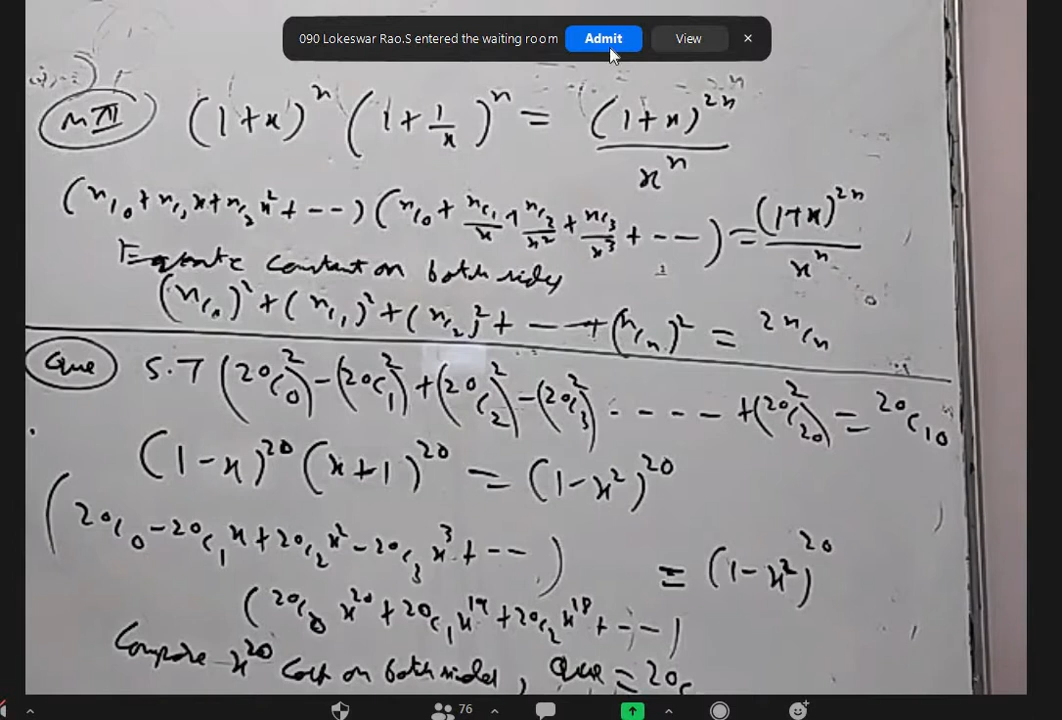 090 Lokeswar Rao.S entered the waiting room Admit View ×
M II (1+x)^n (1+1/x)^n = (1+x)^2n / x^n
(nC0 + nC1 x + nC2 x^2 + --) (nC0 + nC1/x + nC2/x^2 + nC3/x^3 + ---) = (1+x)^2n / x^n
Equate constant on both sides
(nC0)^2 + (nC1)^2 + (nC2)^2 + --- + (nCn)^2 = 2nCn
Que S.T (20C0)^2 - (20C1)^2 + (20C2)^2 - (20C3)^2 ---- + (20C20)^2 = 20C10
(1-x)^20 (x+1)^20 = (1-x^2)^20
(20C0 - 20C1 x + 20C2 x^2 - 20C3 x^3 + --)
(20C0 x^20 + 20C1 x^19 + 20C2 x^18 + ---) = (1-x^2)^20
Compare x^20 Coeff on both sides, Que = 20C
76